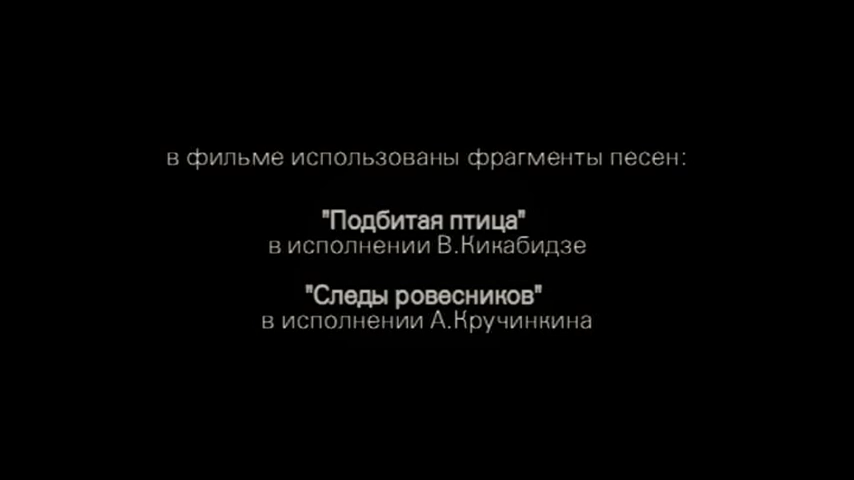 в фильме использованы фрагменты песен:
"Подбитая птица"
в исполнении В.Кикабидзе
"Следы ровесников"
в исполнении А.Кручинкина